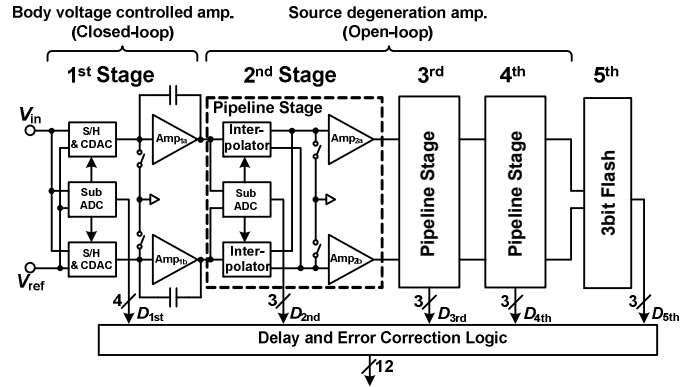 Body voltage controlled amp.
(Closed-loop)
Source degeneration amp.
(Open-loop)
1st Stage
2nd Stage
3rd
4th
5th
Pipeline Stage
Vin
S/H
& CDAC
Amp1a
Inter-
polator
Amp2a
Sub
ADC
Sub
ADC
Pipeline Stage
Pipeline Stage
3bit Flash
S/H
& CDAC
Amp1b
Inter-
polator
Amp2b
Vref
4
D1st
3
D2nd
3
D3rd
3
D4th
3
D5th
Delay and Error Correction Logic
12